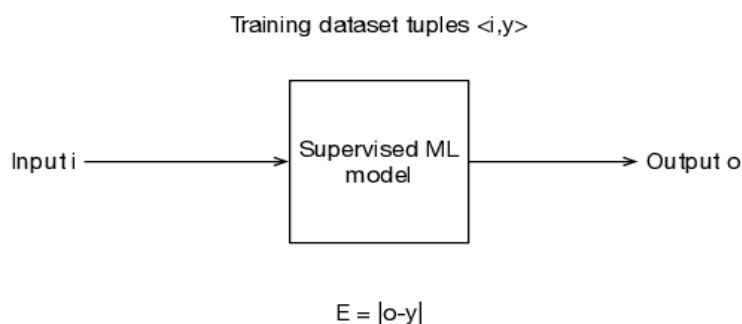 Training dataset tuples <i,y>
Input i
Supervised ML
model
Output o
E = |o-y|